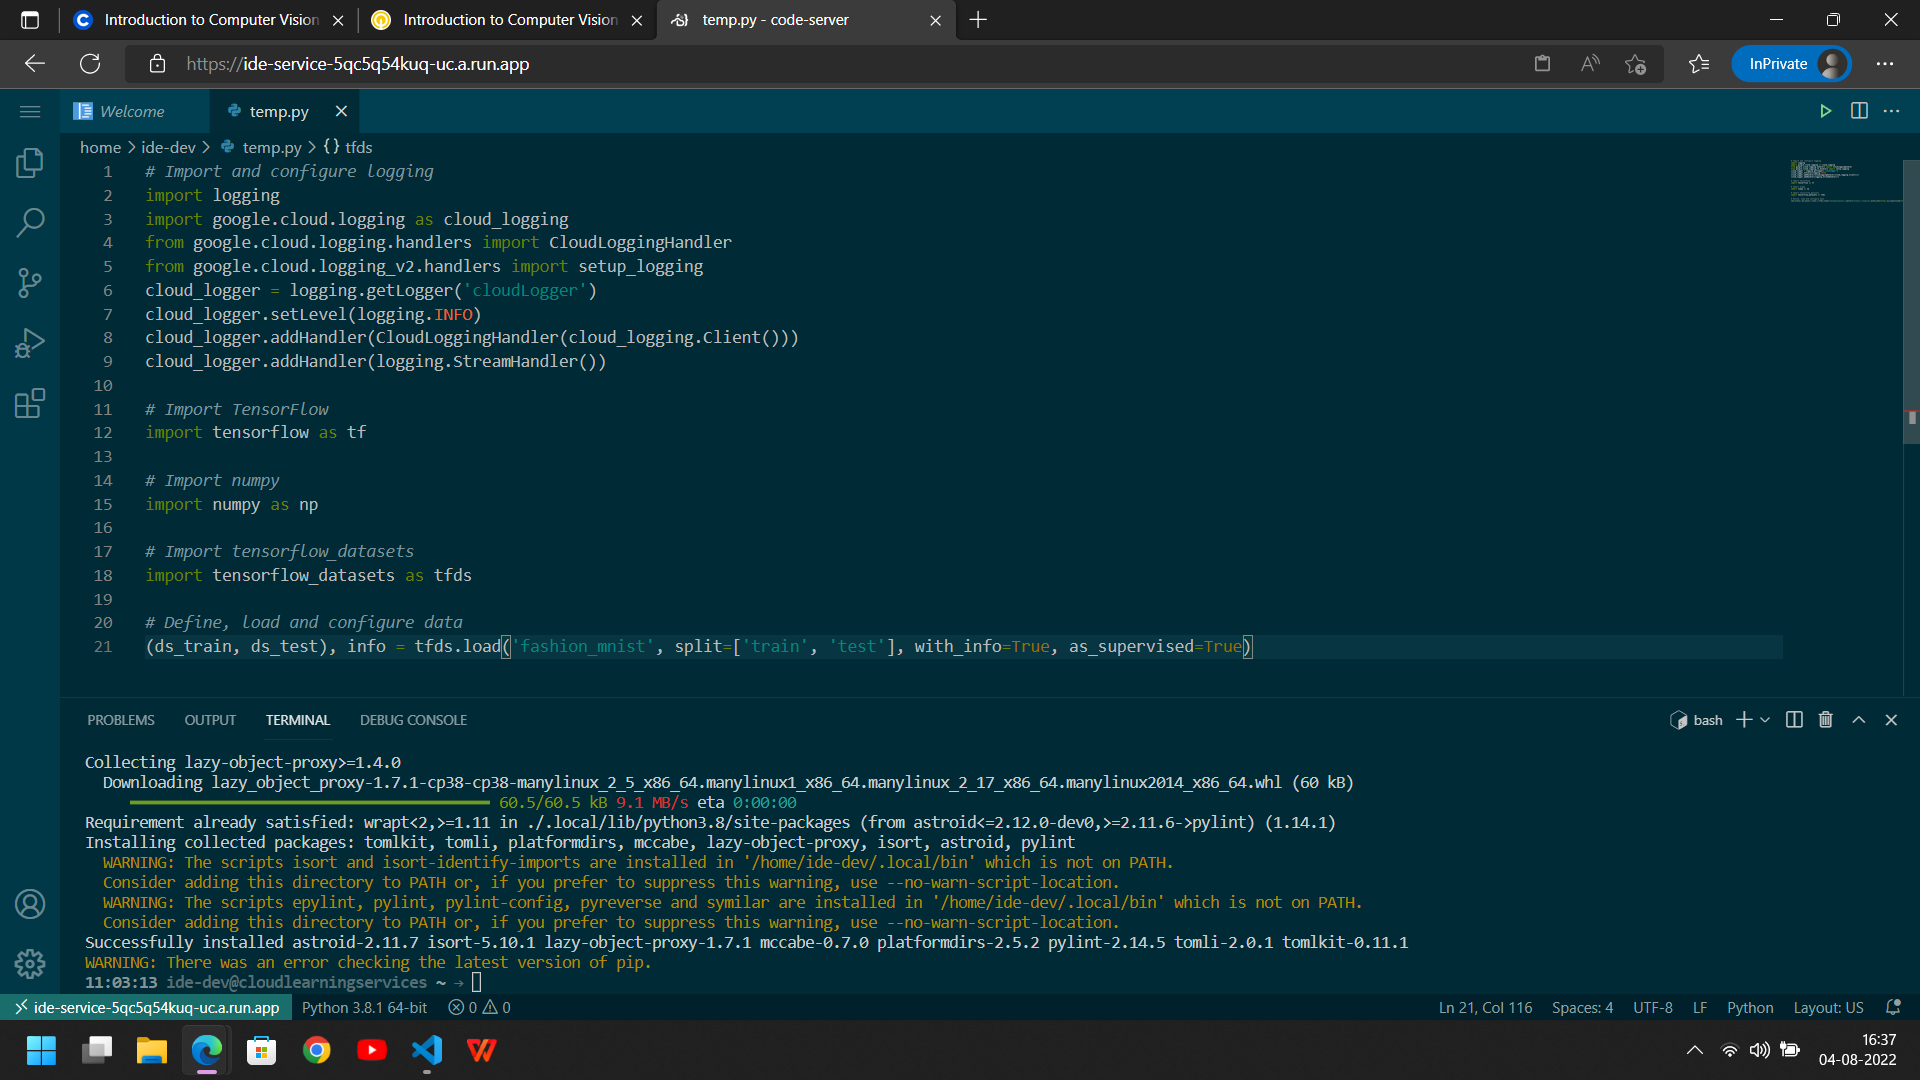 Introduction to Computer Vision
Introduction to Computer Vision
temp.py - code-server
https://ide-service-5qc5q54kuq-uc.a.run.app
InPrivate
Welcome
temp.py
home > ide-dev > temp.py > {} tfds
1 # Import and configure logging
2 import logging
3 import google.cloud.logging as cloud_logging
4 from google.cloud.logging.handlers import CloudLoggingHandler
5 from google.cloud.logging_v2.handlers import setup_logging
6 cloud_logger = logging.getLogger('cloudLogger')
7 cloud_logger.setLevel(logging.INFO)
8 cloud_logger.addHandler(CloudLoggingHandler(cloud_logging.Client()))
9 cloud_logger.addHandler(logging.StreamHandler())
10
11 # Import TensorFlow
12 import tensorflow as tf
13
14 # Import numpy
15 import numpy as np
16
17 # Import tensorflow_datasets
18 import tensorflow_datasets as tfds
19
20 # Define, load and configure data
21 (ds_train, ds_test), info = tfds.load('fashion_mnist', split=['train', 'test'], with_info=True, as_supervised=True)
PROBLEMS OUTPUT TERMINAL DEBUG CONSOLE bash
Collecting lazy-object-proxy>=1.4.0
Downloading lazy_object_proxy-1.7.1-cp38-cp38-manylinux_2_5_x86_64.manylinux1_x86_64.manylinux_2_17_x86_64.manylinux2014_x86_64.whl (60 kB)
60.5/60.5 kB 9.1 MB/s eta 0:00:00
Requirement already satisfied: wrapt<2,>=1.11 in ./.local/lib/python3.8/site-packages (from astroid<=2.12.0-dev0,>=2.11.6->pylint) (1.14.1)
Installing collected packages: tomlkit, tomli, platformdirs, mccabe, lazy-object-proxy, isort, astroid, pylint
WARNING: The scripts isort and isort-identify-imports are installed in '/home/ide-dev/.local/bin' which is not on PATH.
Consider adding this directory to PATH or, if you prefer to suppress this warning, use --no-warn-script-location.
WARNING: The scripts epylint, pylint, pylint-config, pyreverse and symilar are installed in '/home/ide-dev/.local/bin' which is not on PATH.
Consider adding this directory to PATH or, if you prefer to suppress this warning, use --no-warn-script-location.
Successfully installed astroid-2.11.7 isort-5.10.1 lazy-object-proxy-1.7.1 mccabe-0.7.0 platformdirs-2.5.2 pylint-2.14.5 tomli-2.0.1 tomlkit-0.11.1
WARNING: There was an error checking the latest version of pip.
11:03:13 ide-dev@cloudlearningservices ~ →
ide-service-5qc5q54kuq-uc.a.run.app Python 3.8.1 64-bit 0 0 Ln 21, Col 116 Spaces: 4 UTF-8 LF Python Layout: US
16:37
04-08-2022